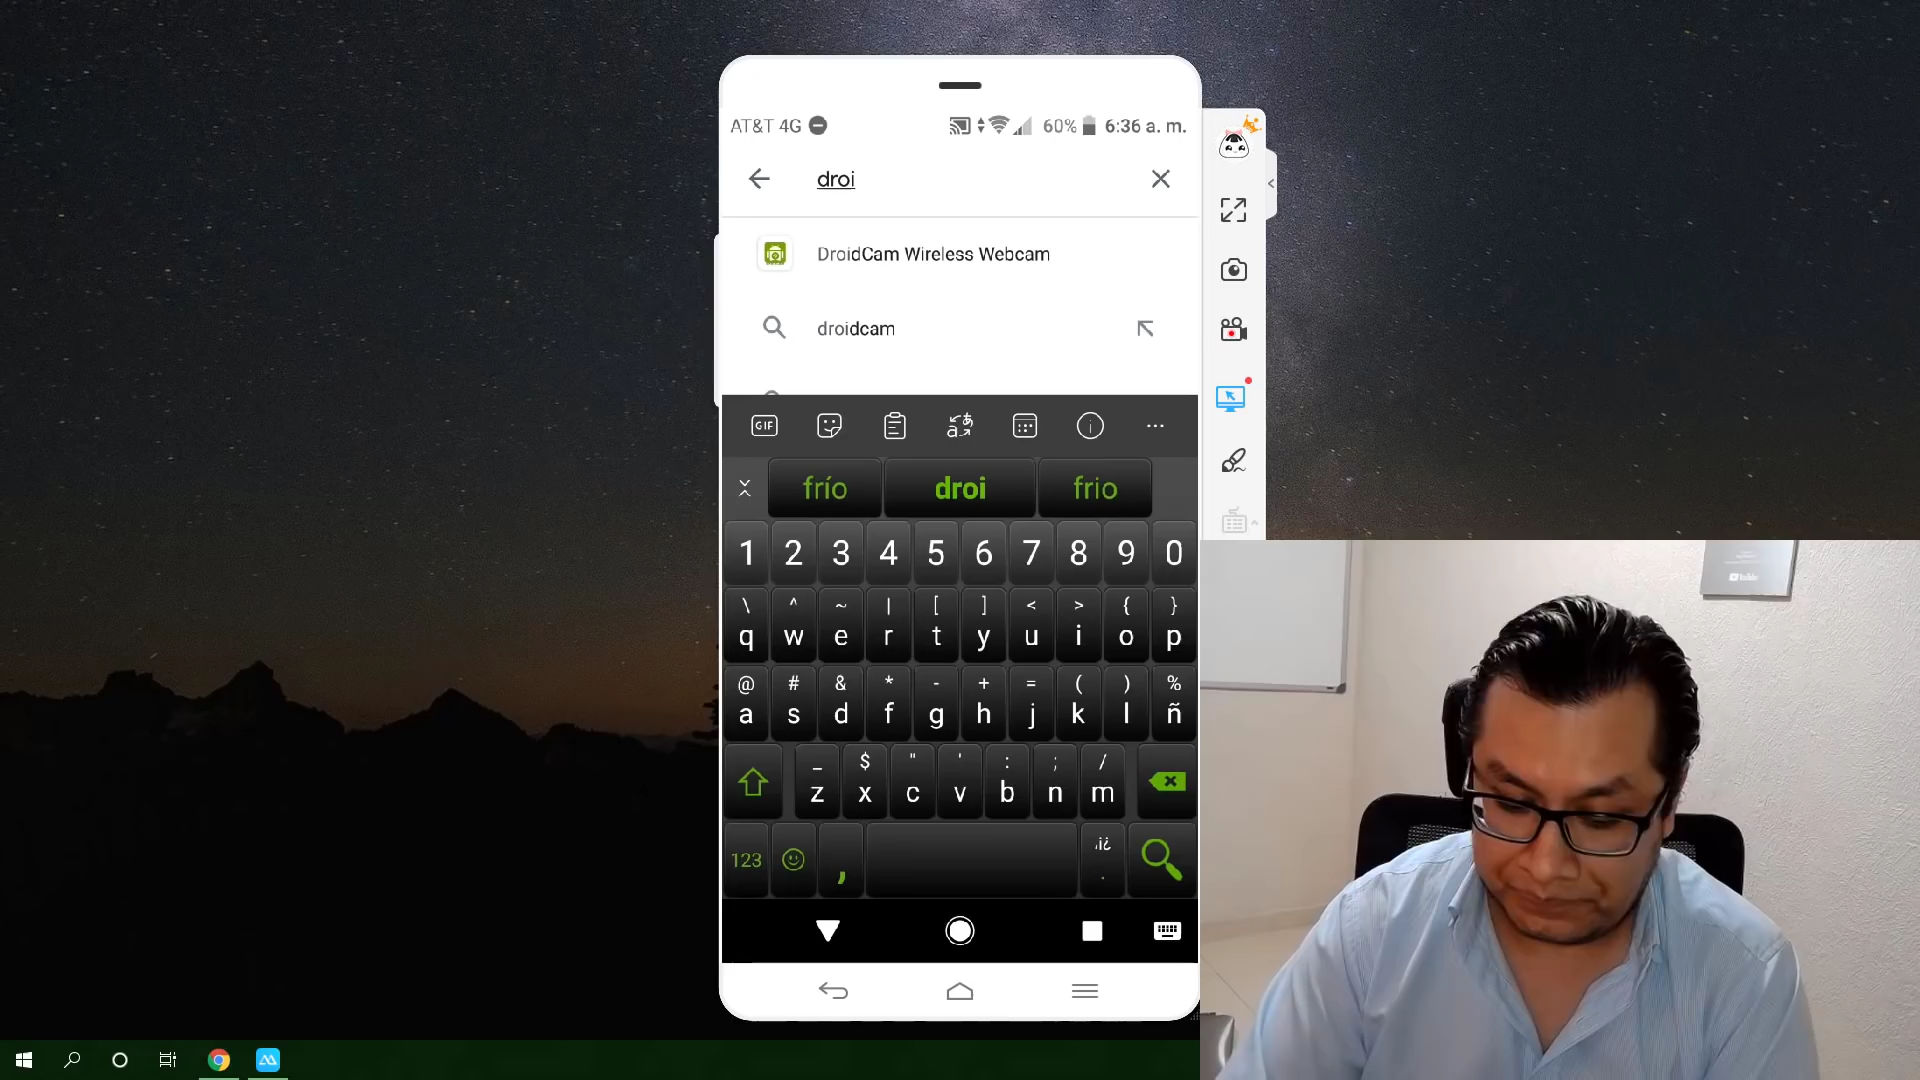 AT&T 4G
60%
6:36 a. m.
droi
DroidCam Wireless Webcam
droidcam
GIF
frío droi frio
1 2 3 4 5 6 7 8 9 0
\ ^ ~ | [ ] < > { }
q w e r t y u i o p
@ # & * - + = ( ) %
a s d f g h j k l ñ
_ $ " ' : ; /
z x c v b n m
123 , .
YouTube